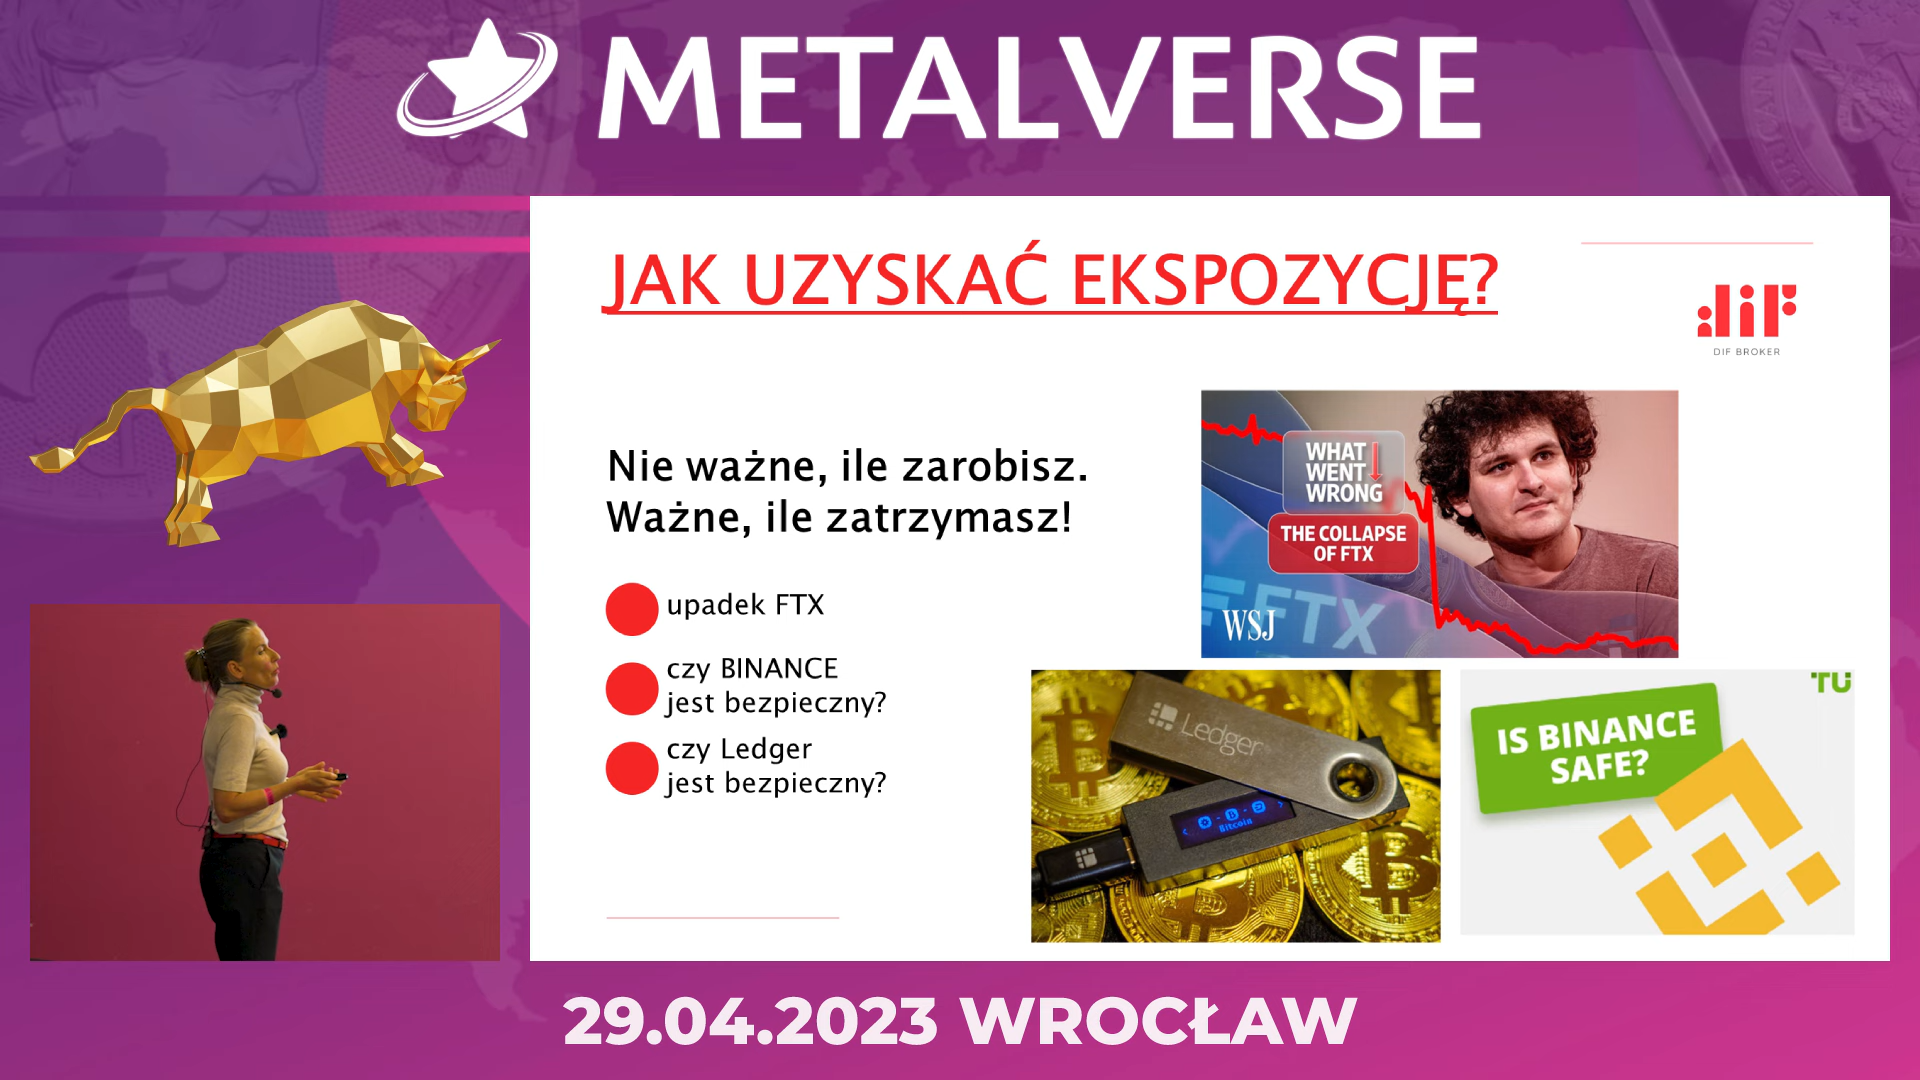 METALVERSE
JAK UZYSKAĆ EKSPOZYCJĘ?
DIF BROKER
Nie ważne, ile zarobisz.
Ważne, ile zatrzymasz!
upadek FTX
czy BINANCE
jest bezpieczny?
czy Ledger
jest bezpieczny?
WHAT
WENT
WRONG
THE COLLAPSE
OF FTX
FTX
WSJ
Ledger
Bitcoin
TU
IS BINANCE
SAFE?
29.04.2023 WROCŁAW